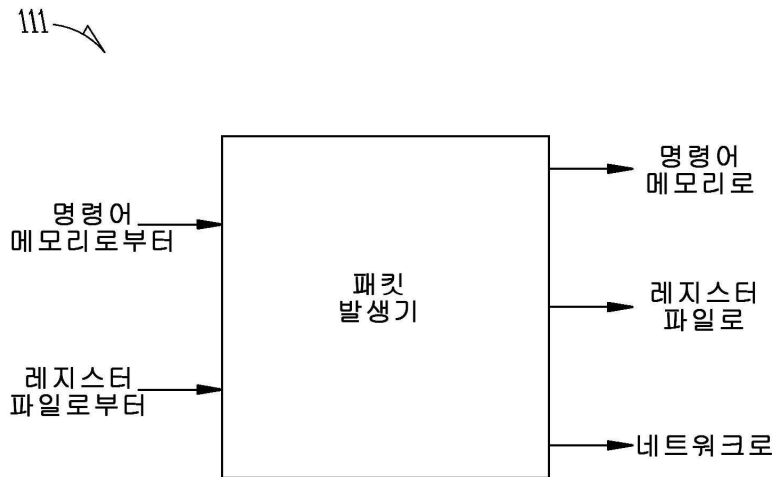 111
명령어
메모리로부터
레지스터
파일로부터
패킷
발생기
명령어
메모리로
레지스터
파일로
네트워크로